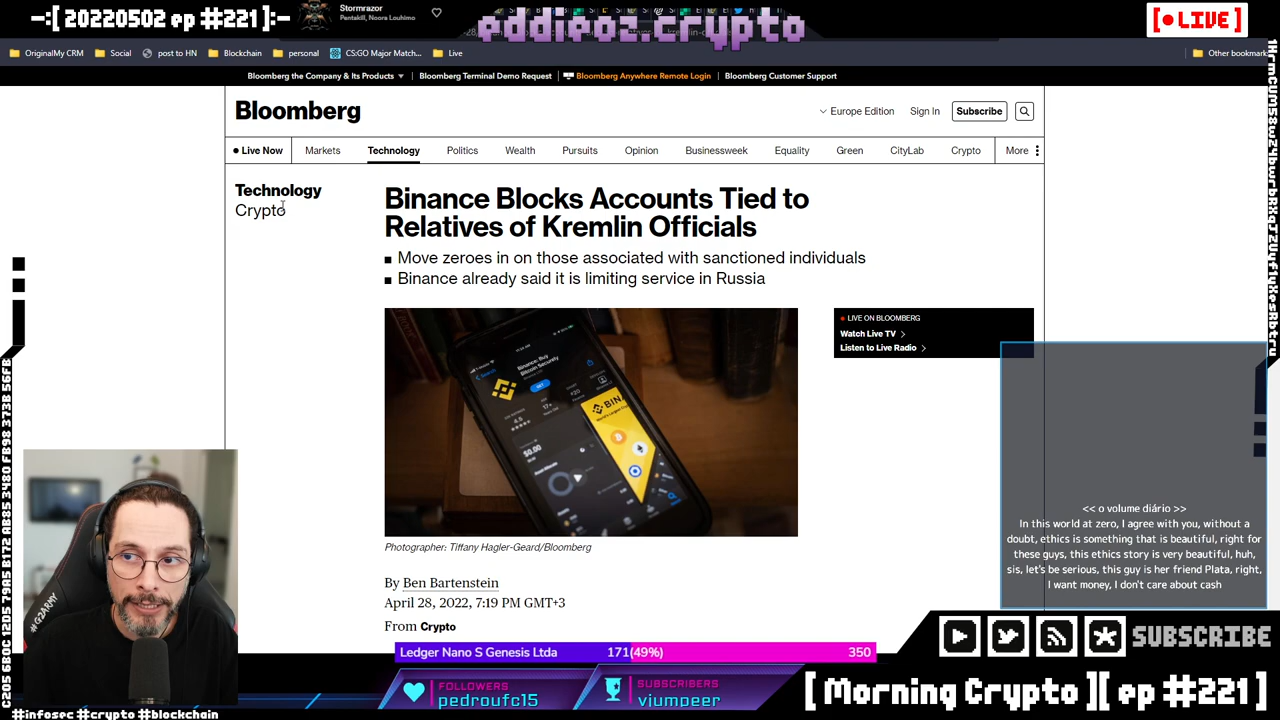 -:[ 20220502 ep #221 ]:-
Stormrazor
Pentakill, Noora Louhimo
[ LIVE ]
OriginalMy CRM
Social
post to HN
Blockchain
personal
CS:GO Major Match...
Live
Other bookmark
Bloomberg the Company & Its Products
Bloomberg Terminal Demo Request
Bloomberg Anywhere Remote Login
Bloomberg Customer Support
Bloomberg
Europe Edition
Sign In
Subscribe
Live Now
Markets
Technology
Politics
Wealth
Pursuits
Opinion
Businessweek
Equality
Green
CityLab
Crypto
More
Technology
Crypto
Binance Blocks Accounts Tied to
Relatives of Kremlin Officials
Move zeroes in on those associated with sanctioned individuals
Binance already said it is limiting service in Russia
LIVE ON BLOOMBERG
Watch Live TV
Listen to Live Radio
Binance: Buy
Bitcoin Securely
Photographer: Tiffany Hagler-Geard/Bloomberg
By Ben Bartenstein
April 28, 2022, 7:19 PM GMT+3
From Crypto
<< o volume diário >>
In this world at zero, I agree with you, without a
doubt, ethics is something that is beautiful, right for
these guys, this ethics story is very beautiful, huh,
sis, let's be serious, this guy is her friend Plata, right,
I want money, I don't care about cash
#G2ARMY
Ledger Nano S Genesis Ltda
171(49%)
350
SUBSCRIBE
FOLLOWERS
pedroufc15
SUBSCRIBERS
vjumpeer
[ Morning Crypto ][ ep #221 ]
#infosec #crypto #blockchain